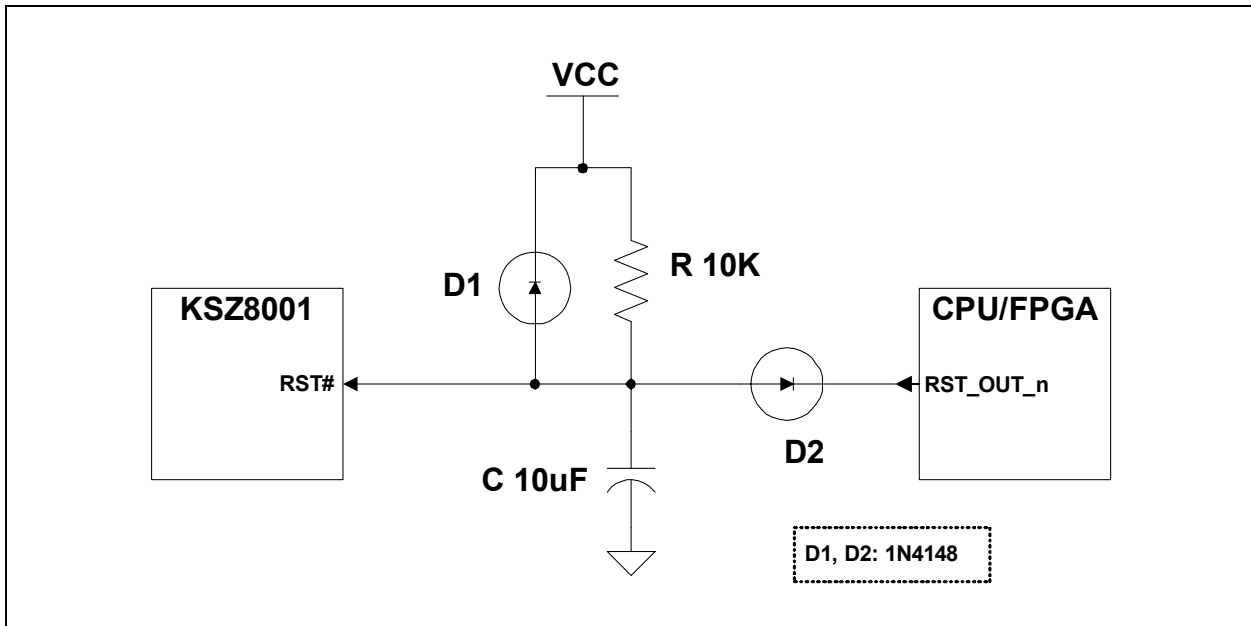 VCC
D1
R 10K
KSZ8001
CPU/FPGA
RST#
RST_OUT_n
D2
C 10uF
D1, D2: 1N4148